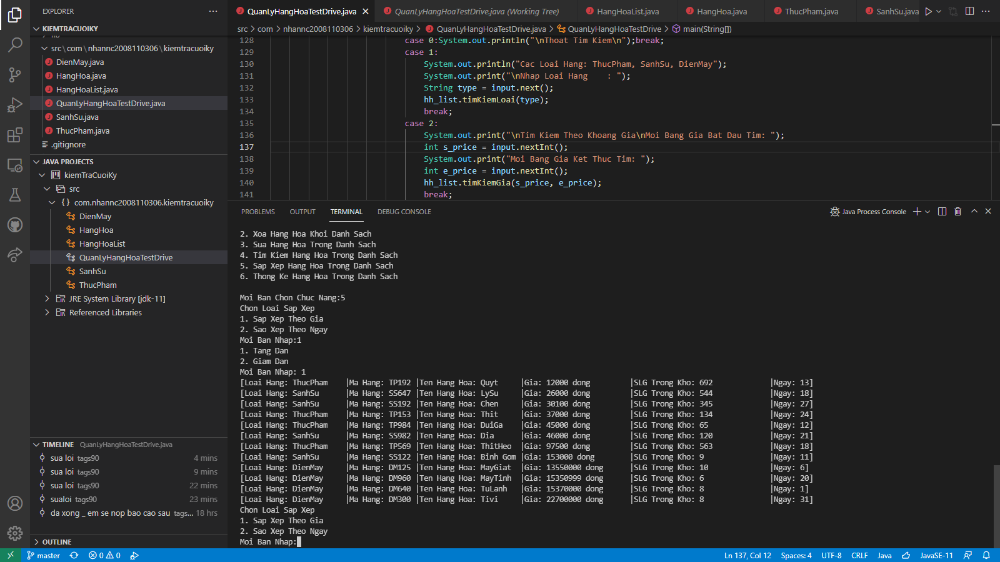 EXPLORER
KIEMTRACUOIKY
lib
src\com\nhannc2008110306\kiemtracuoiky
DienMay.java
HangHoa.java
HangHoaList.java
QuanLyHangHoaTestDrive.java
SanhSu.java
ThucPham.java
.gitignore
JAVA PROJECTS
kiemTraCuoiKy
src
{} com.nhannc2008110306.kiemtracuoiky
DienMay
HangHoa
HangHoaList
QuanLyHangHoaTestDrive
SanhSu
ThucPham
JRE System Library [jdk-11]
Referenced Libraries
TIMELINE QuanLyHangHoaTestDrive.java
sua loi tags90 4 mins
sua loi tags90 9 mins
sua loi tags90 22 mins
sualoi tags90 23 mins
da xong _ em se nop bao cao sau tags... 18 hrs
OUTLINE
QuanLyHangHoaTestDrive.java
QuanLyHangHoaTestDrive.java (Working Tree)
HangHoaList.java
HangHoa.java
ThucPham.java
SanhSu.java
src > com > nhannc2008110306 > kiemtracuoiky > QuanLyHangHoaTestDrive.java > QuanLyHangHoaTestDrive > main(String[])
128 case 0:System.out.println("\nThoat Tim Kiem\n");break;
129 case 1:
130 System.out.println("Cac Loai Hang: ThucPham, SanhSu, DienMay");
131 System.out.print("\nNhap Loai Hang    : ");
132 String type = input.next();
133 hh_list.timKiemLoai(type);
134 break;
135 case 2:
136 System.out.print("\nTim Kiem Theo Khoang Gia\nMoi Bang Gia Bat Dau Tim: ");
137 int s_price = input.nextInt();
138 System.out.print("Moi Bang Gia Ket Thuc Tim: ");
139 int e_price = input.nextInt();
140 hh_list.timKiemGia(s_price, e_price);
141 break;
PROBLEMS OUTPUT TERMINAL DEBUG CONSOLE
Java Process Console
2. Xoa Hang Hoa Khoi Danh Sach
3. Sua Hang Hoa Trong Danh Sach
4. Tim Kiem Hang Hoa Trong Danh Sach
5. Sap Xep Hang Hoa Trong Danh Sach
6. Thong Ke Hang Hoa Trong Danh Sach
Moi Ban Chon Chuc Nang:5
Chon Loai Sap Xep
1. Sap Xep Theo Gia
2. Sao Xep Theo Ngay
Moi Ban Nhap:1
1. Tang Dan
2. Giam Dan
Moi Ban Nhap: 1
[Loai Hang: ThucPham |Ma Hang: TP192 |Ten Hang Hoa: Quyt |Gia: 12000 dong |SLG Trong Kho: 692 |Ngay: 13]
[Loai Hang: SanhSu |Ma Hang: SS647 |Ten Hang Hoa: LySu |Gia: 26000 dong |SLG Trong Kho: 544 |Ngay: 18]
[Loai Hang: SanhSu |Ma Hang: SS192 |Ten Hang Hoa: Chen |Gia: 30100 dong |SLG Trong Kho: 345 |Ngay: 27]
[Loai Hang: ThucPham |Ma Hang: TP153 |Ten Hang Hoa: Thit |Gia: 37000 dong |SLG Trong Kho: 134 |Ngay: 24]
[Loai Hang: ThucPham |Ma Hang: TP984 |Ten Hang Hoa: DuiGa |Gia: 45000 dong |SLG Trong Kho: 65 |Ngay: 12]
[Loai Hang: SanhSu |Ma Hang: SS982 |Ten Hang Hoa: Dia |Gia: 46000 dong |SLG Trong Kho: 120 |Ngay: 21]
[Loai Hang: ThucPham |Ma Hang: TP569 |Ten Hang Hoa: ThitHeo |Gia: 97500 dong |SLG Trong Kho: 563 |Ngay: 18]
[Loai Hang: SanhSu |Ma Hang: SS122 |Ten Hang Hoa: Binh Gom |Gia: 153000 dong |SLG Trong Kho: 9 |Ngay: 11]
[Loai Hang: DienMay |Ma Hang: DM125 |Ten Hang Hoa: MayGiat |Gia: 13550000 dong |SLG Trong Kho: 10 |Ngay: 6]
[Loai Hang: DienMay |Ma Hang: DM960 |Ten Hang Hoa: MayTinh |Gia: 15350999 dong |SLG Trong Kho: 6 |Ngay: 20]
[Loai Hang: DienMay |Ma Hang: DM640 |Ten Hang Hoa: TuLanh |Gia: 15370000 dong |SLG Trong Kho: 8 |Ngay: 1]
[Loai Hang: DienMay |Ma Hang: DM300 |Ten Hang Hoa: Tivi |Gia: 22700000 dong |SLG Trong Kho: 8 |Ngay: 31]
Chon Loai Sap Xep
1. Sap Xep Theo Gia
2. Sao Xep Theo Ngay
Moi Ban Nhap:
master 0 0 Ln 137, Col 12 Spaces: 4 UTF-8 CRLF Java JavaSE-11